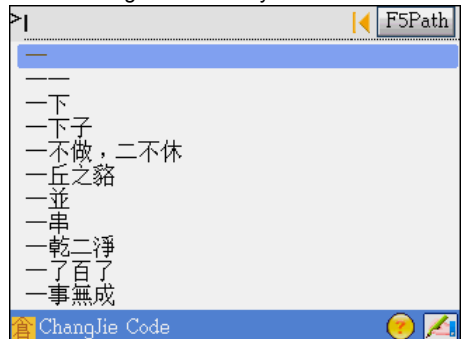 >
F5Path
一
一一
一下
一下子
一不做，二不休
一丘之貉
一並
一串
一乾二淨
一了百了
一事無成
倉 ChangJie Code
?